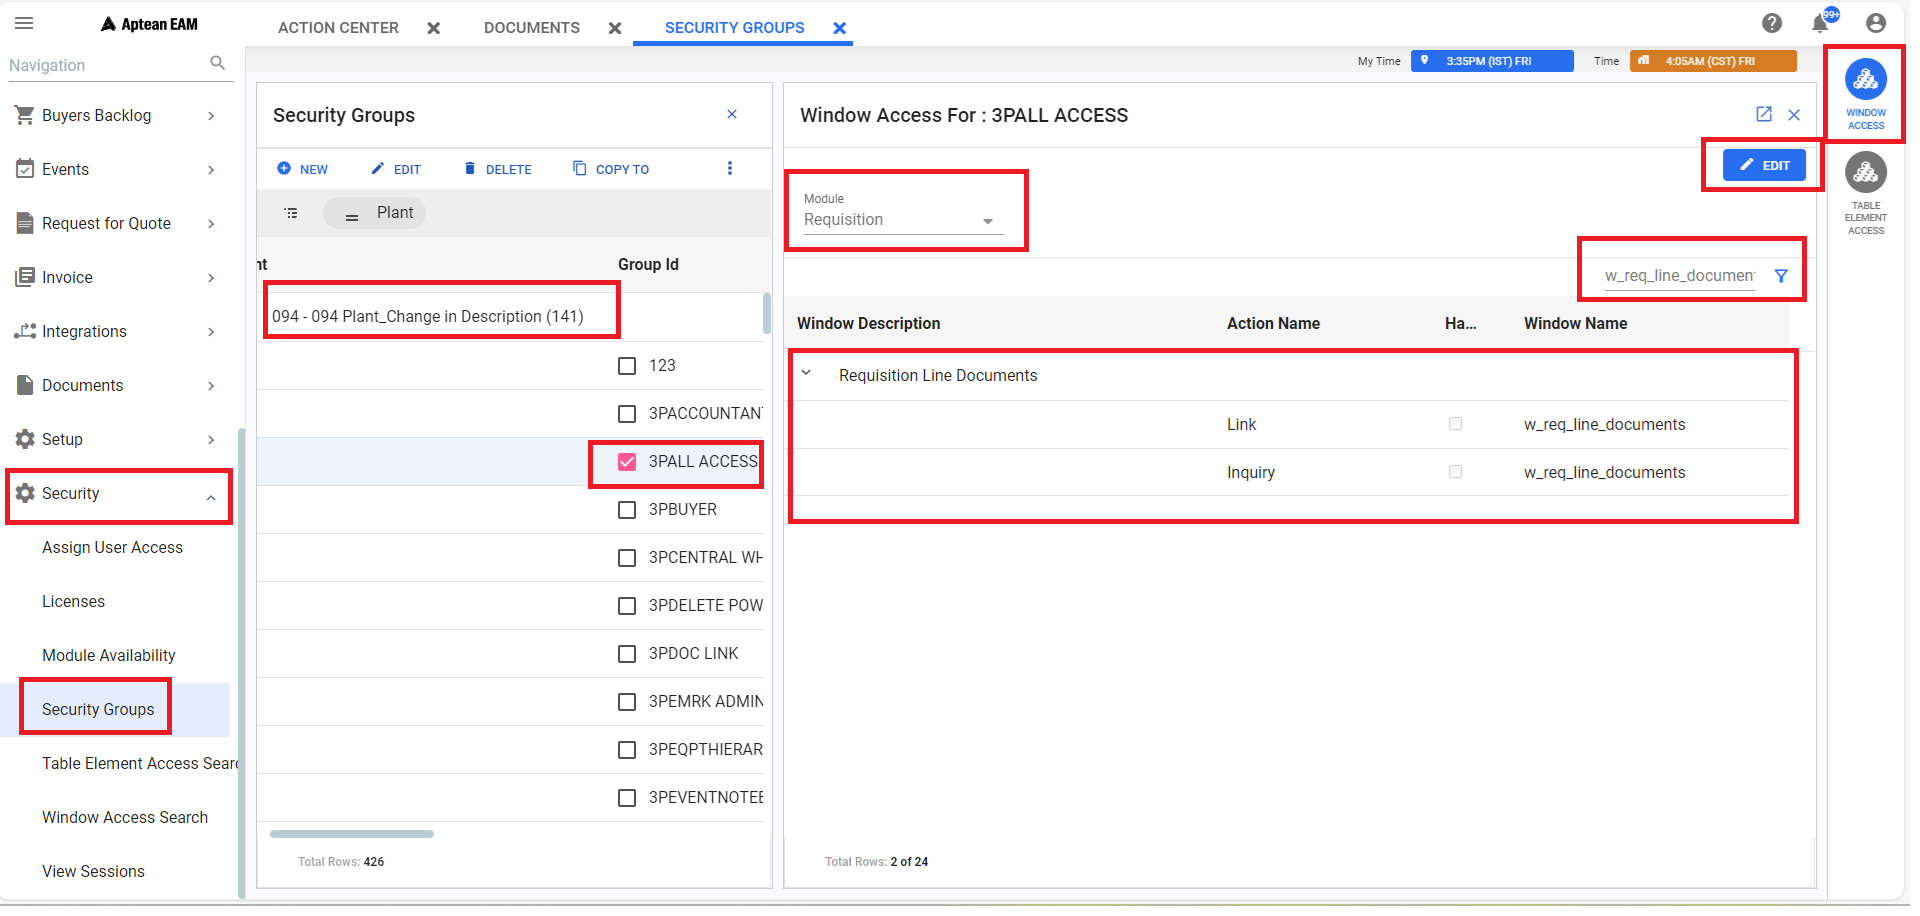 Aptean EAM
ACTION CENTER
DOCUMENTS
SECURITY GROUPS
99+
Navigation
My Time
3:35PM (IST) FRI
Time
4:05AM (CST) FRI
Buyers Backlog
Events
Request for Quote
Invoice
Integrations
Documents
Setup
Security
Assign User Access
Licenses
Module Availability
Security Groups
Table Element Access Searc
Window Access Search
View Sessions
Security Groups
NEW
EDIT
DELETE
COPY TO
Plant
nt
Group Id
094 - 094 Plant_Change in Description (141)
123
3PACCOUNTANT
3PALL ACCESS
3PBUYER
3PCENTRAL WH
3PDELETE POW
3PDOC LINK
3PEMRK ADMIN
3PEQPTHIERAR
3PEVENTNOTEE
Total Rows: 426
Window Access For : 3PALL ACCESS
EDIT
Module
Requisition
w_req_line_documen
Window Description
Action Name
Ha...
Window Name
Requisition Line Documents
Link
w_req_line_documents
Inquiry
w_req_line_documents
Total Rows: 2 of 24
WINDOW
ACCESS
TABLE
ELEMENT
ACCESS